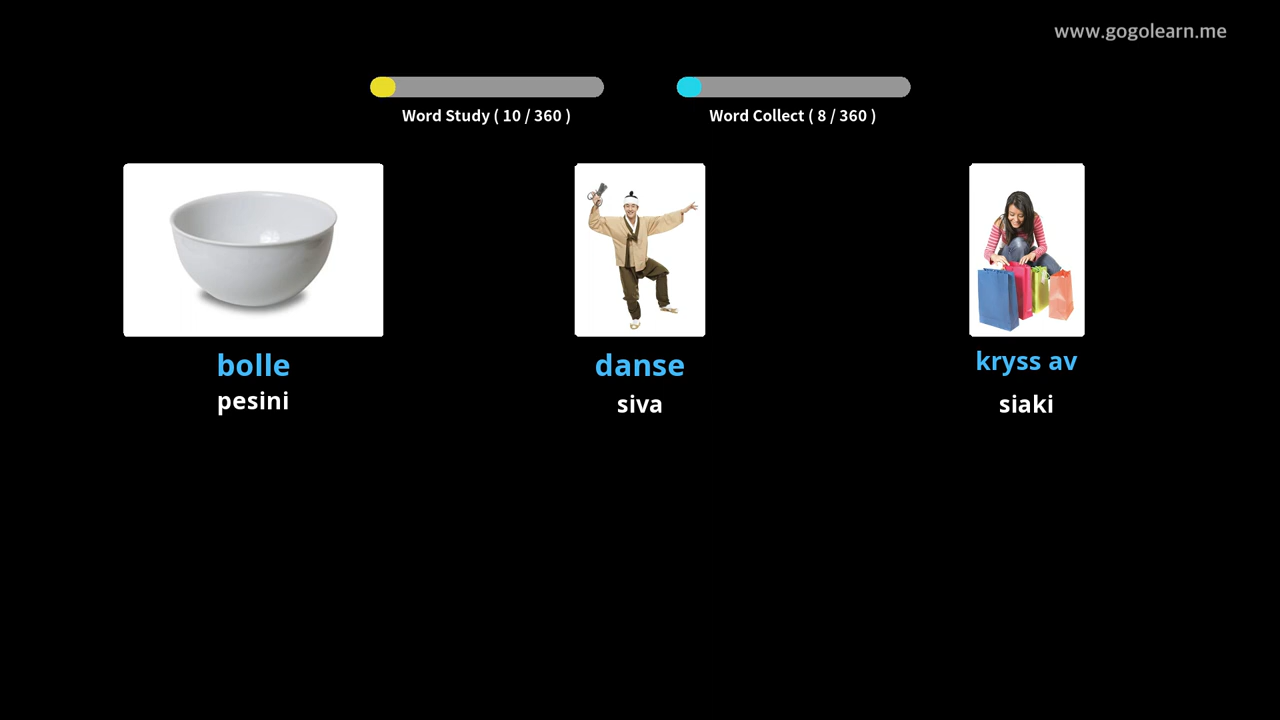 www.gogolearn.me
Word Study ( 10 / 360 )
Word Collect ( 8 / 360 )
bolle
pesini
danse
siva
kryss av
siaki